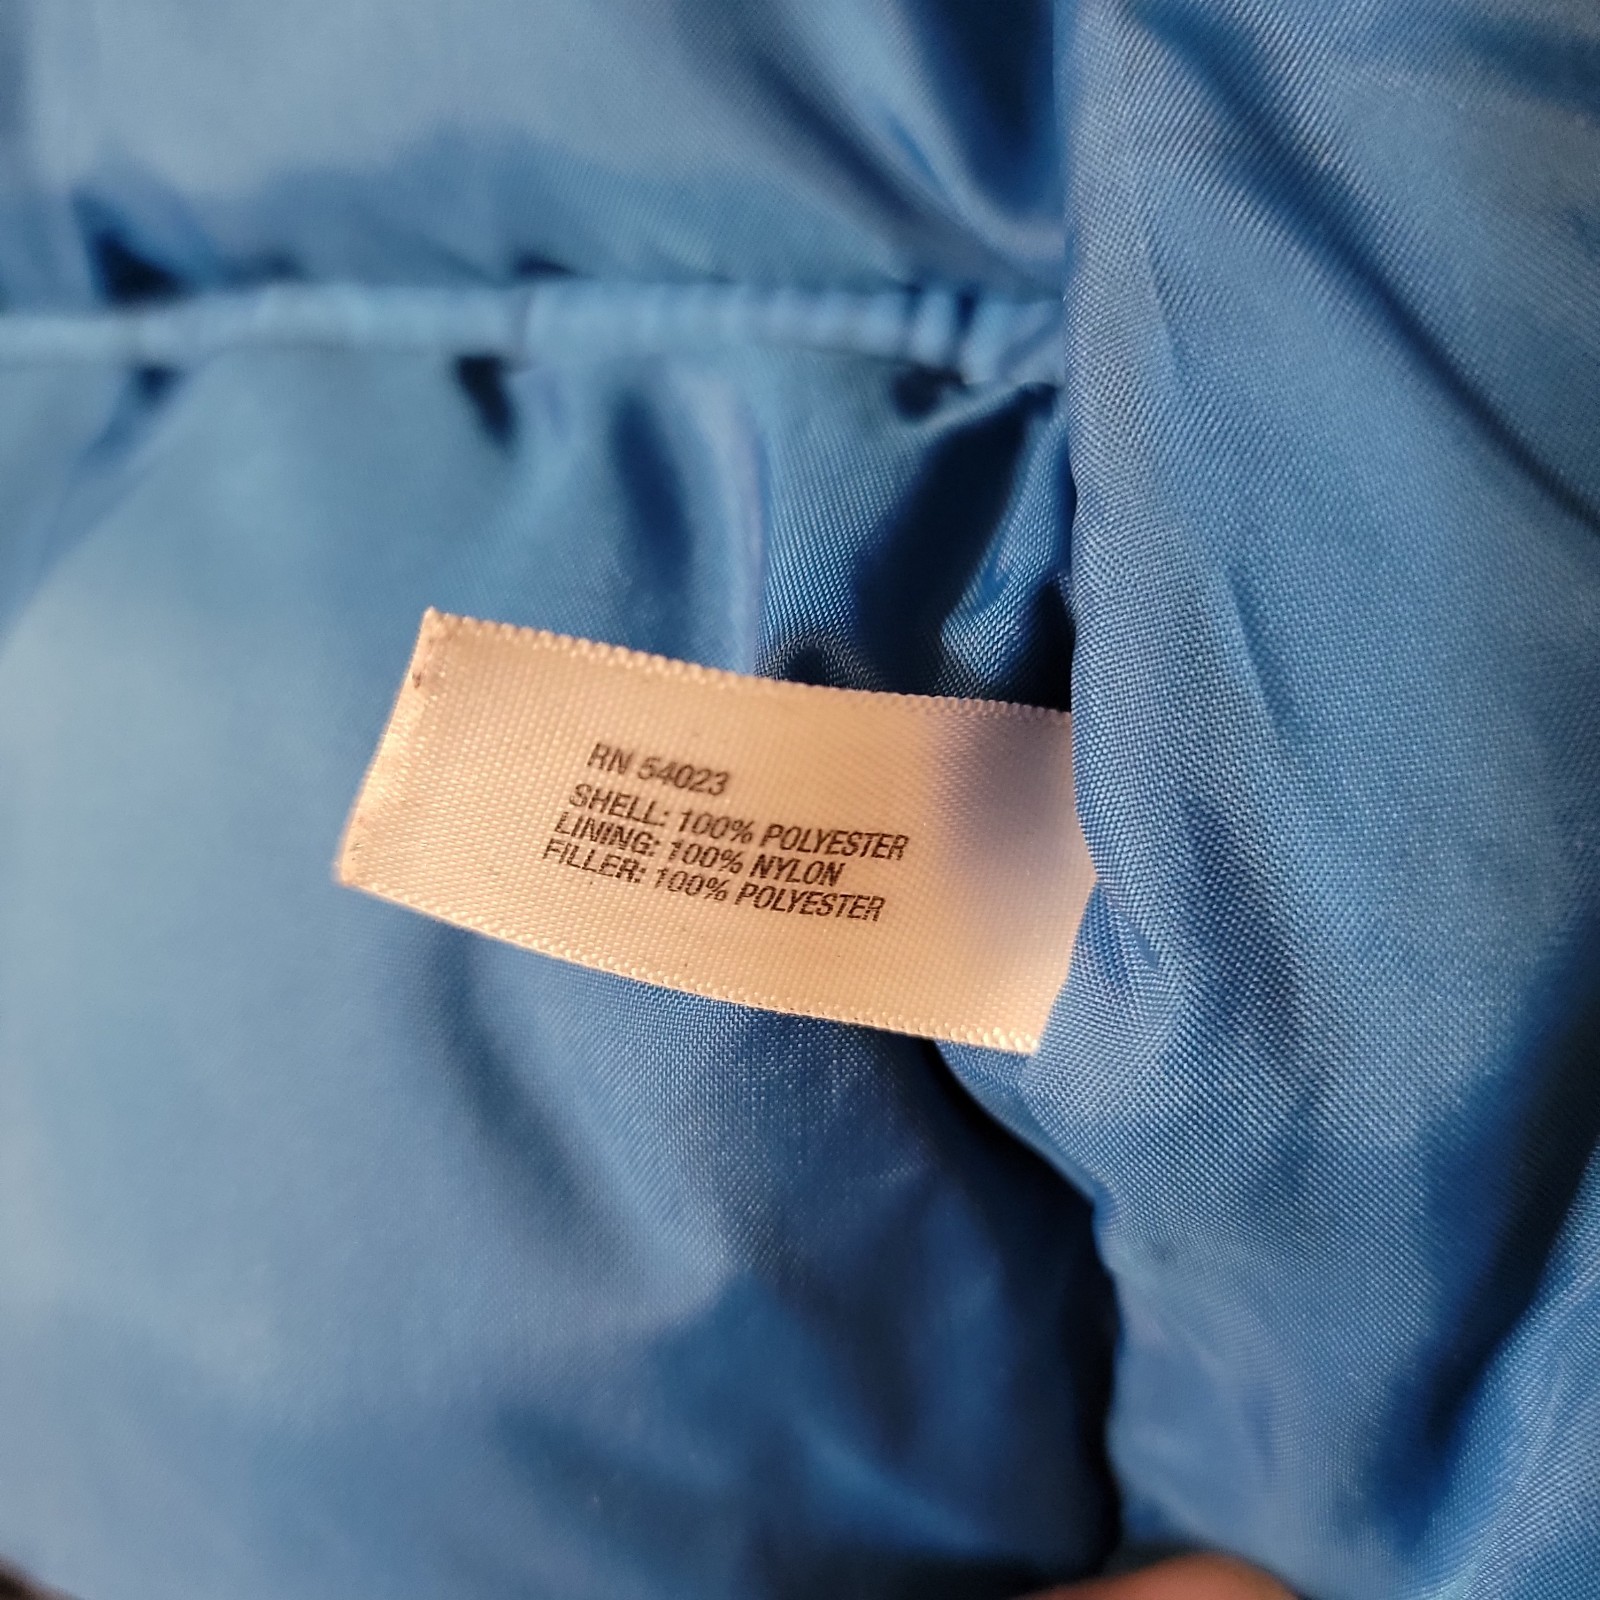 RN 54023
SHELL: 100% POLYESTER
LINING: 100% NYLON
FILLER: 100% POLYESTER